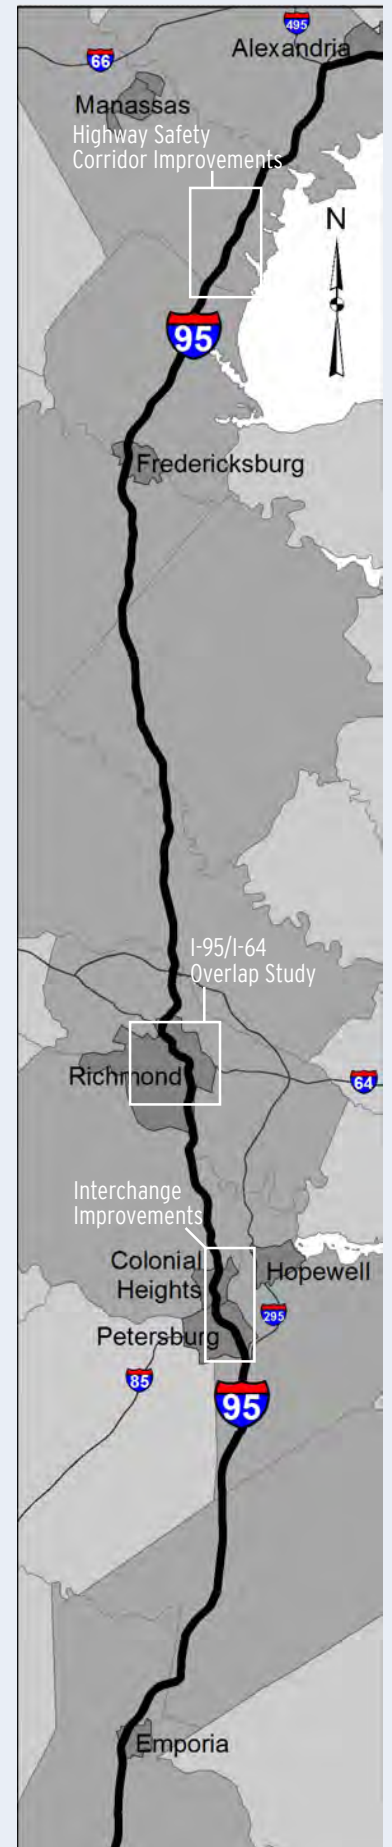 495
Alexandria
66
Manassas
Highway Safety
Corridor Improvements
N
95
Fredericksburg
I-95/I-64
Overlap Study
Richmond
64
Interchange
Improvements
Colonial
Heights
Hopewell
295
Petersburg
85
95
Emporia